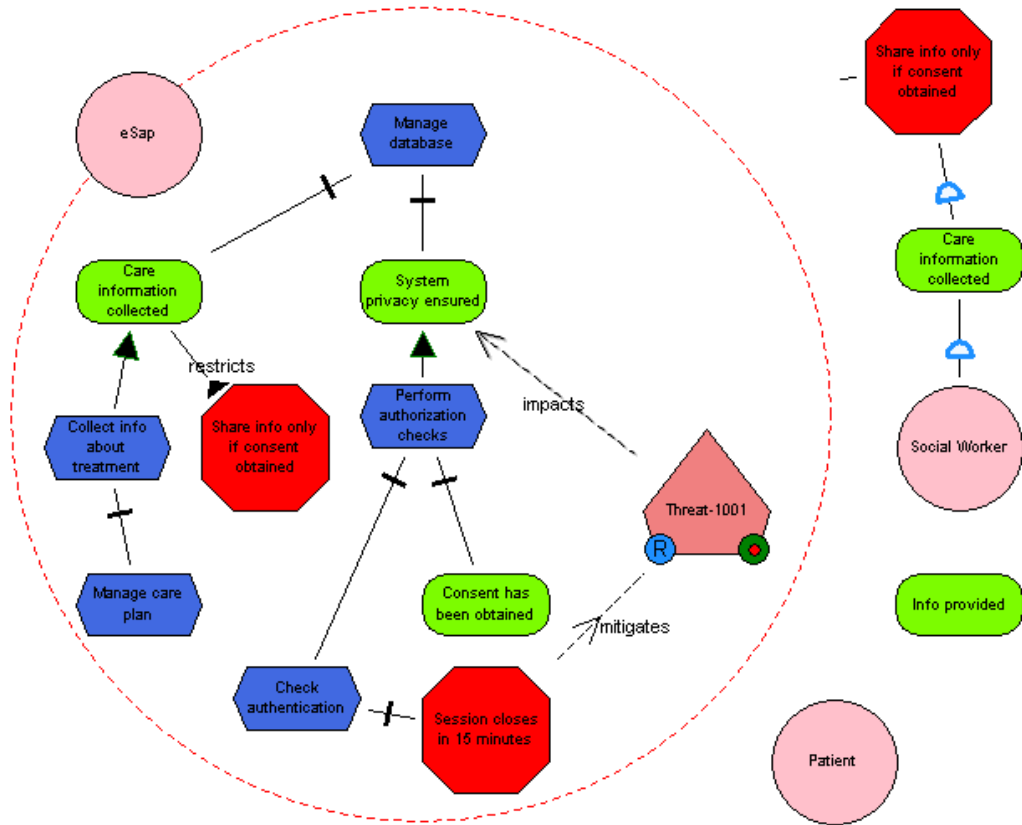 Share info only
if consent
obtained
eSap
Manage
database
Care
information
collected
System
privacy ensured
Care
information
collected
restricts
Perform
authorization
checks
impacts
Collect info
about
treatment
Share info only
if consent
obtained
Social Worker
Threat-1001
R
Manage care
plan
Consent has
been obtained
Info provided
mitigates
Check
authentication
Session closes
in 15 minutes
Patient